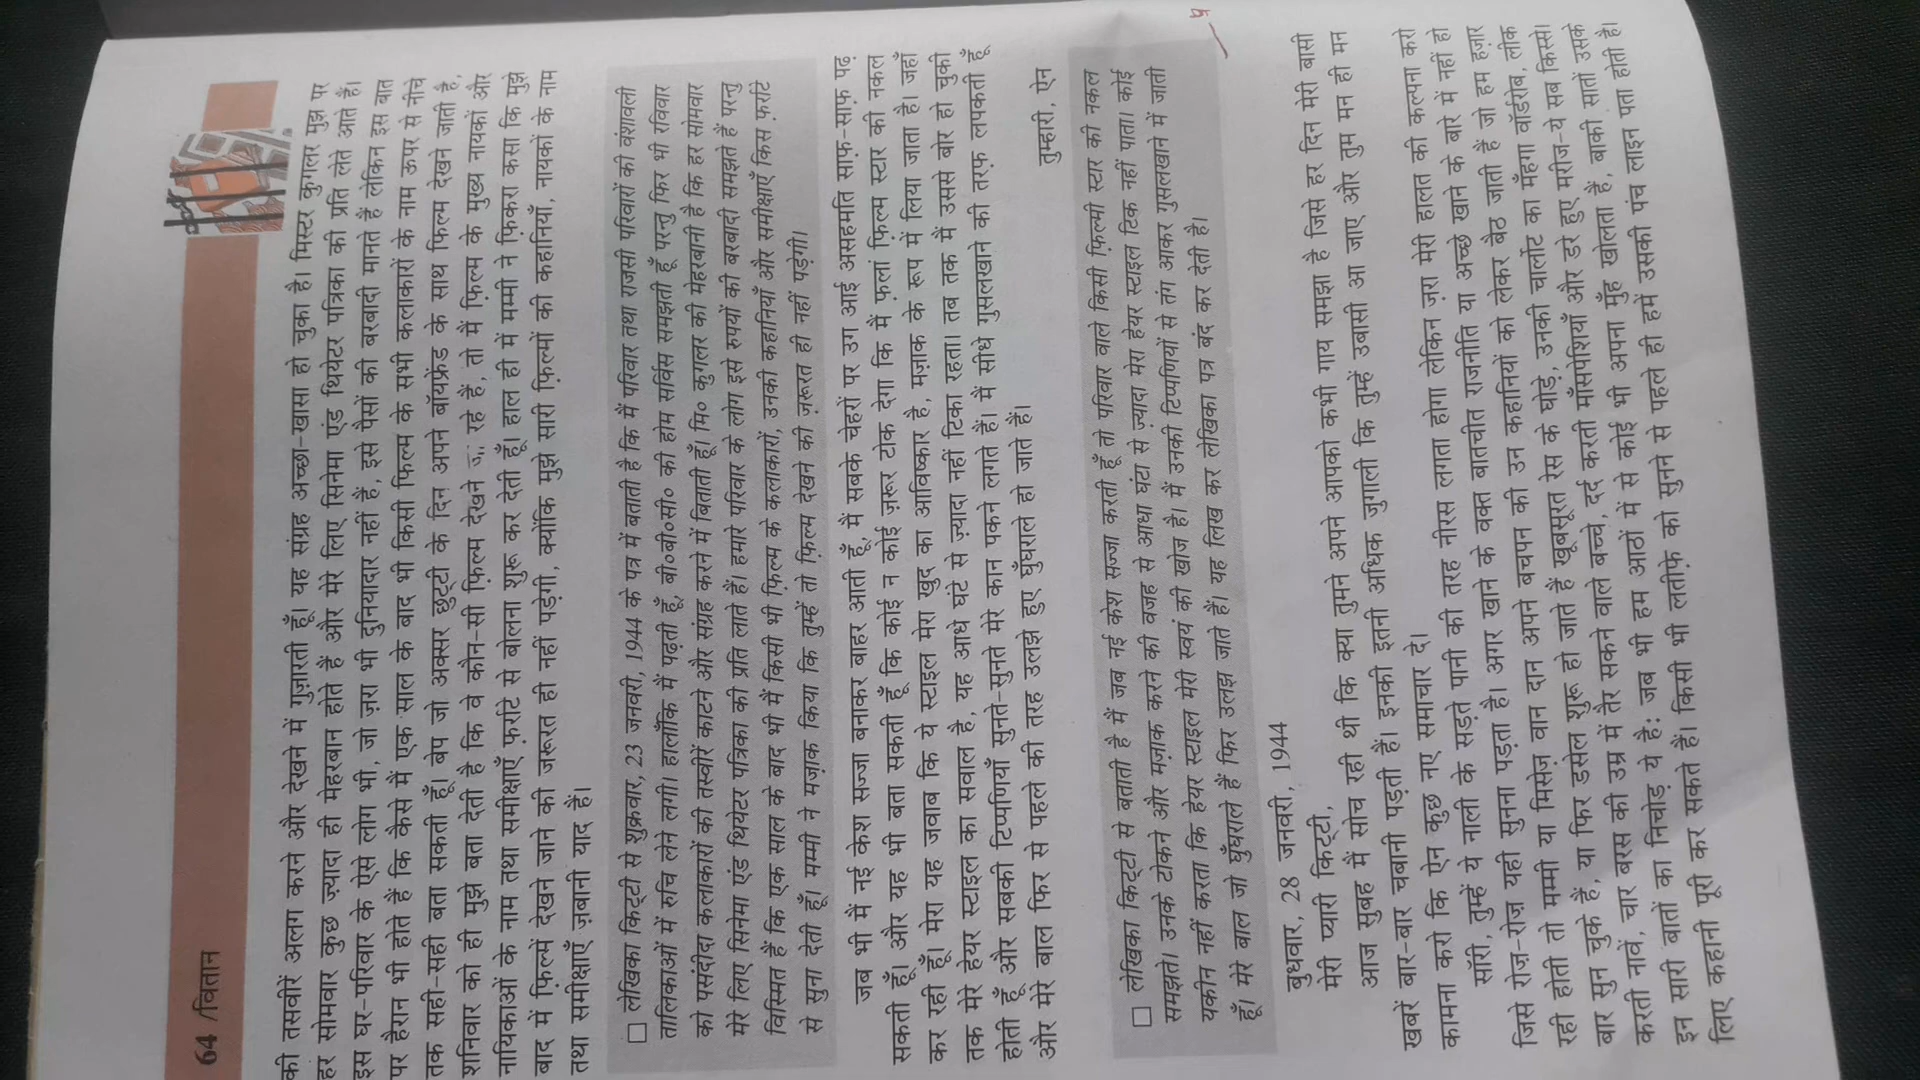 64 /वितान
की तसवीरें अलग करने और देखने में गुज़ारती हूँ। यह संग्रह अच्छा-खासा हो चुका है। मिस्टर कुगलर मुझ पर
हर सोमवार कुछ ज़्यादा ही मेहरबान होते हैं और मेरे लिए सिनेमा एंड थियेटर पत्रिका की प्रति लेते आते हैं।
इस घर-परिवार के ऐसे लोग भी, जो ज़रा भी दुनियादार नहीं हैं, इसे पैसों की बरबादी मानते हैं लेकिन इस बात
पर हैरान भी होते हैं कि कैसे मैं एक साल के बाद भी किसी फिल्म के सभी कलाकारों के नाम ऊपर से नीचे
तक सही-सही बता सकती हूँ। बेप जो अक्सर छुट्टी के दिन अपने बॉयफ्रेंड के साथ फिल्म देखने जाती है,
शनिवार को ही मुझे बता देती है कि वे कौन-सी फ़िल्म देखने रहे हैं, तो मैं फ़िल्म के मुख्य नायकों और
नायिकाओं के नाम तथा समीक्षाएँ फ़र्राटे से बोलना शुरू कर देती हूँ। हाल ही में मम्मी ने फ़िकरा कसा कि मुझे
बाद में फ़िल्में देखने जाने की जरूरत ही नहीं पड़ेगी, क्योंकि मुझे सारी फ़िल्मों की कहानियाँ, नायकों के नाम
तथा समीक्षाएँ ज़बानी याद हैं।
□ लेखिका किट्टी से शुक्रवार, 23 जनवरी, 1944 के पत्र में बताती है कि मैं परिवार तथा राजसी परिवारों की वंशावली
तालिकाओं में रुचि लेने लगी। हालाँकि मैं पढ़ती हूँ, बी०बी०सी० की होम सर्विस समझती हूँ परन्तु फिर भी रविवार
को पसंदीदा कलाकारों की तस्वीरें काटने और संग्रह करने में बिताती हूँ। मि० कुगलर की मेहरबानी है कि हर सोमवार
मेरे लिए सिनेमा एंड थियेटर पत्रिका की प्रति लाते हैं। हमारे परिवार के लोग इसे रुपयों की बरबादी समझते हैं परन्तु
विस्मित हैं कि एक साल के बाद भी मैं किसी भी फ़िल्म के कलाकारों, उनकी कहानियाँ और समीक्षाएँ किस फ़र्राटे
से सुना देती हूँ। मम्मी ने मज़ाक किया कि तुम्हें तो फ़िल्म देखने की ज़रूरत ही नहीं पड़ेगी।
जब भी मैं नई केश सज्जा बनाकर बाहर आती हूँ, मैं सबके चेहरों पर उग आई असहमति साफ़-साफ़ पढ़
सकती हूँ। और यह भी बता सकती हूँ कि कोई न कोई ज़रूर टोक देगा कि मैं फ़लां फ़िल्म स्टार की नकल
कर रही हूँ। मेरा यह जवाब कि ये स्टाइल मेरा खुद का आविष्कार है, मज़ाक के रूप में लिया जाता है। जहाँ
तक मेरे हेयर स्टाइल का सवाल है, यह आधे घंटे से ज़्यादा नहीं टिका रहता। तब तक मैं उससे बोर हो चुकी
होती हूँ और सबकी टिप्पणियाँ सुनते-सुनते मेरे कान पकने लगते हैं। मैं सीधे गुसलखाने की तरफ़ लपकती हूँ
और मेरे बाल फिर से पहले की तरह उलझे हुए घुँघराले हो जाते हैं।
तुम्हारी, ऐन
□ लेखिका किट्टी से बताती है मैं जब नई केश सज्जा करती हूँ तो परिवार वाले किसी फ़िल्मी स्टार की नकल
समझते। उनके टोकने और मज़ाक करने की वजह से आधा घंटा से ज़्यादा मेरा हेयर स्टाइल टिक नहीं पाता। कोई
यकीन नहीं करता कि हेयर स्टाइल मेरी स्वयं की खोज है। मैं उनकी टिप्पणियों से तंग आकर गुसलखाने में जाती
हूँ। मेरे बाल जो घुँघराले हैं फिर उलझ जाते हैं। यह लिख कर लेखिका पत्र बंद कर देती है।
बुधवार, 28 जनवरी, 1944
मेरी प्यारी किट्टी,
आज सुबह मैं सोच रही थी कि क्या तुमने अपने आपको कभी गाय समझा है जिसे हर दिन मेरी बासी
खबरें बार-बार चबानी पड़ती हैं। इनकी इतनी अधिक जुगाली कि तुम्हें उबासी आ जाए और तुम मन ही मन
कामना करो कि ऐन कुछ नए समाचार दे।
सॉरी, तुम्हें ये नाली के सड़ते पानी की तरह नीरस लगता होगा लेकिन ज़रा मेरी हालत की कल्पना करो
जिसे रोज़-रोज़ यही सुनना पड़ता है। अगर खाने के वक्त बातचीत राजनीति या अच्छे खाने के बारे में नहीं हो
रही होती तो मम्मी या मिसेज़ वान दान अपने बचपन की उन कहानियों को लेकर बैठ जाती हैं जो हम हज़ार
बार सुन चुके हैं, या फिर डसेल शुरू हो जाते हैं खूबसूरत रेस के घोड़े, उनकी चार्लोट का महँगा वॉर्डरोब, लीक
करती नावें, चार बरस की उम्र में तैर सकने वाले बच्चे, दर्द करती माँसपेशियाँ और डरे हुए मरीज-ये सब किस्से।
इन सारी बातों का निचोड़ ये है: जब भी हम आठों में से कोई भी अपना मुँह खोलता है, बाकी सातों उसके
लिए कहानी पूरी कर सकते हैं। किसी भी लतीफ़े को सुनने से पहले ही हमें उसकी पंच लाइन पता होती है।